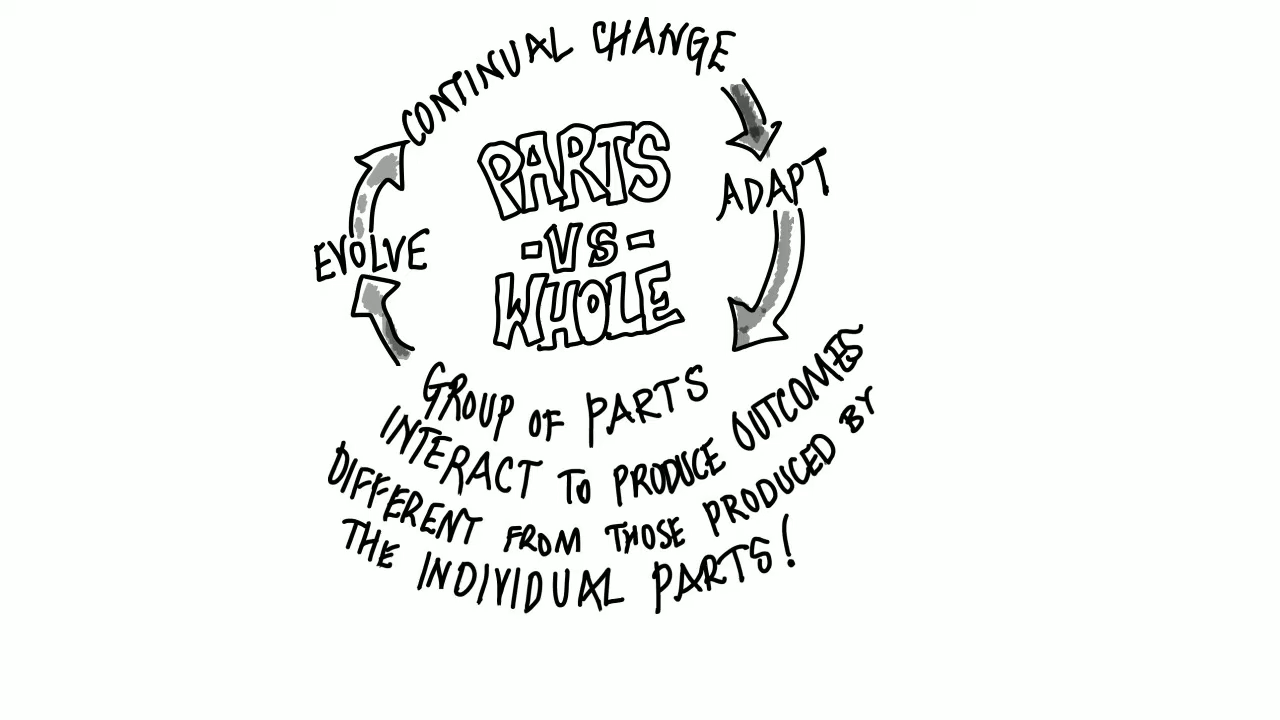 CONTINUAL CHANGE
PARTS
-VS-
WHOLE
ADAPT
EVOLVE
GROUP OF PARTS
INTERACT TO PRODUCE OUTCOMES
DIFFERENT FROM THOSE PRODUCED BY
THE INDIVIDUAL PARTS!